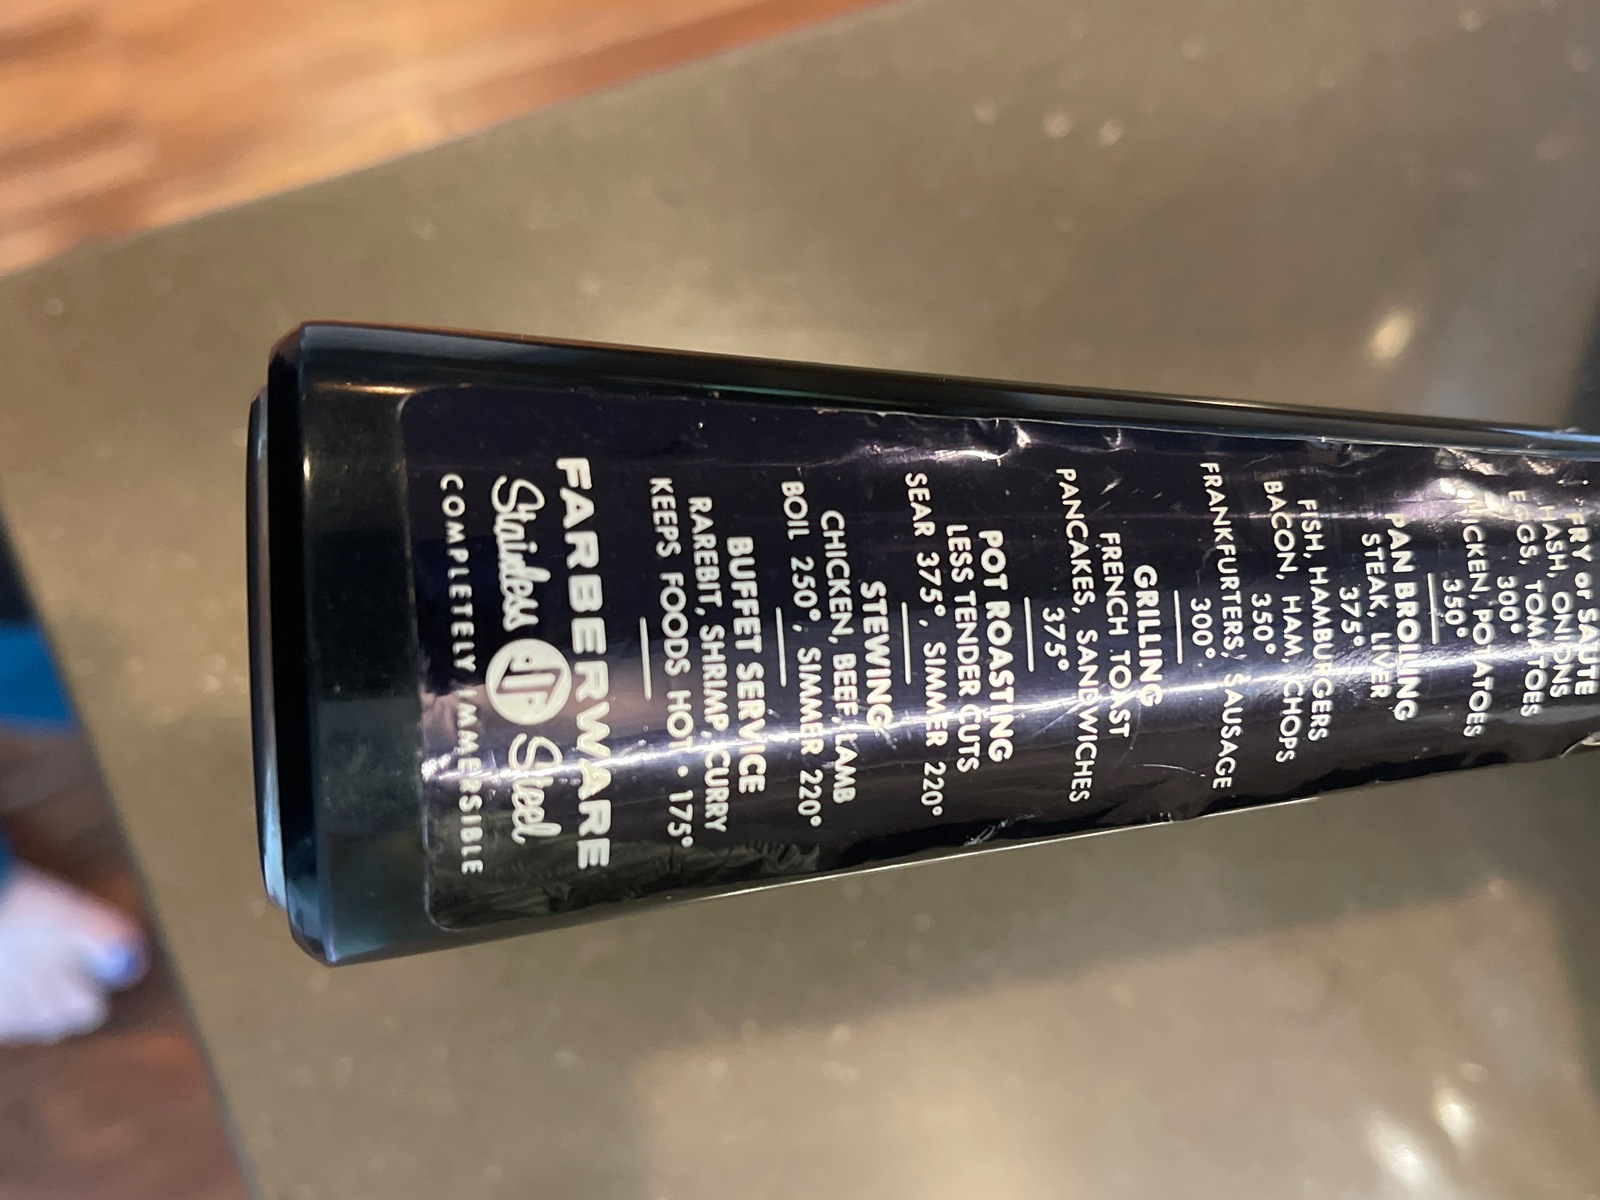 FRY or SAUTE
HASH, ONIONS
EGGS, TOMATOES
300°
CHICKEN, POTATOES
350°
PAN BROILING
STEAK, LIVER
375°
FISH, HAMBURGERS
BACON, HAM, CHOPS
350°
FRANKFURTERS, SAUSAGE
300°
GRILLING
FRENCH TOAST
PANCAKES, SANDWICHES
375°
POT ROASTING
LESS TENDER CUTS
SEAR 375°, SIMMER 220°
STEWING
CHICKEN, BEEF, LAMB
BOIL 250°, SIMMER 220°
BUFFET SERVICE
RAREBIT, SHRIMP, CURRY
KEEPS FOODS HOT • 175°
FARBERWARE
Stainless Steel
COMPLETELY IMMERSIBLE